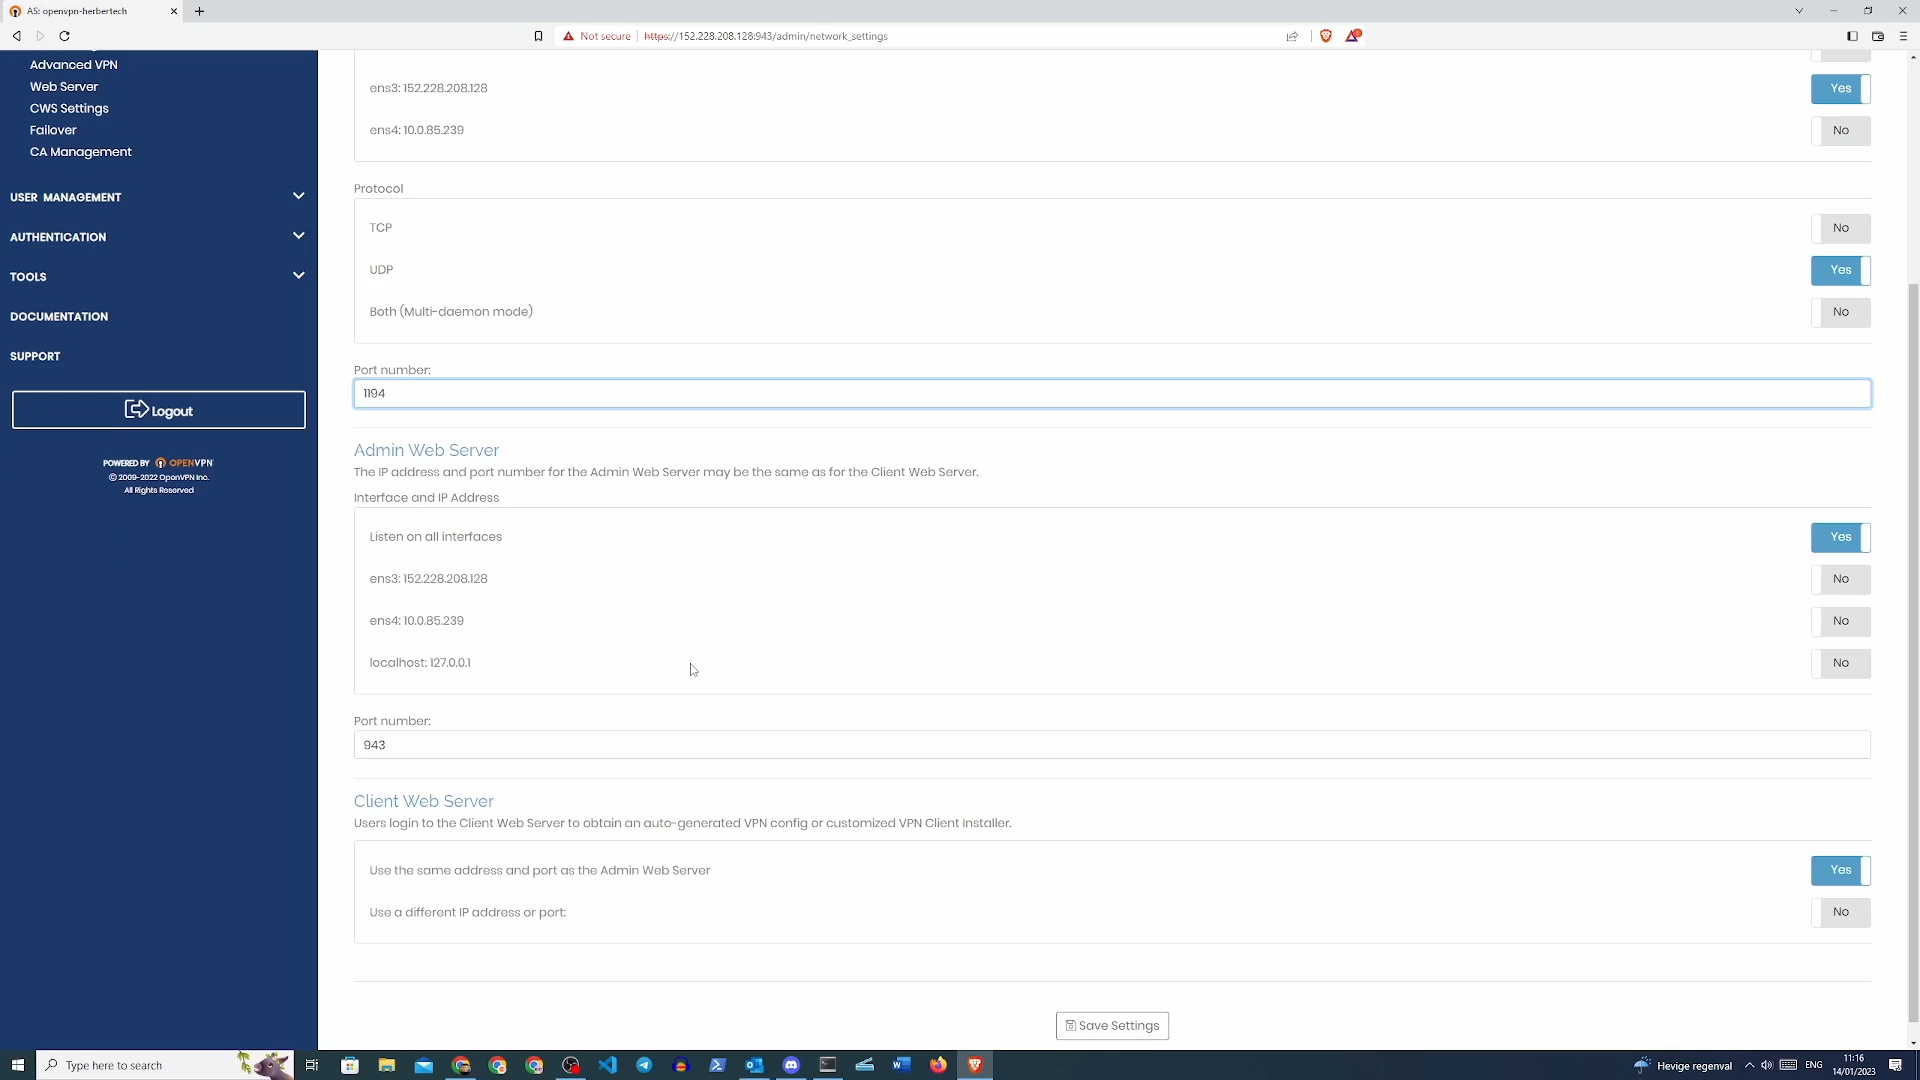 AS: openvpn-herbertech
Not secure
https://152.228.208.128:943/admin/network_settings
Advanced VPN
Web Server
CWS Settings
Failover
CA Management
USER MANAGEMENT
AUTHENTICATION
TOOLS
DOCUMENTATION
SUPPORT
Logout
POWERED BY OPENVPN
© 2009-2022 OpenVPN Inc.
All Rights Reserved
ens3: 152.228.208.128
Yes
ens4: 10.0.85.239
No
Protocol
TCP
No
UDP
Yes
Both (Multi-daemon mode)
No
Port number:
1194
Admin Web Server
The IP address and port number for the Admin Web Server may be the same as for the Client Web Server.
Interface and IP Address
Listen on all interfaces
Yes
ens3: 152.228.208.128
No
ens4: 10.0.85.239
No
localhost: 127.0.0.1
No
Port number:
943
Client Web Server
Users login to the Client Web Server to obtain an auto-generated VPN config or customized VPN Client Installer.
Use the same address and port as the Admin Web Server
Yes
Use a different IP address or port:
No
Save Settings
Type here to search
Hevige regenval
ENG
11:16
14/01/2023